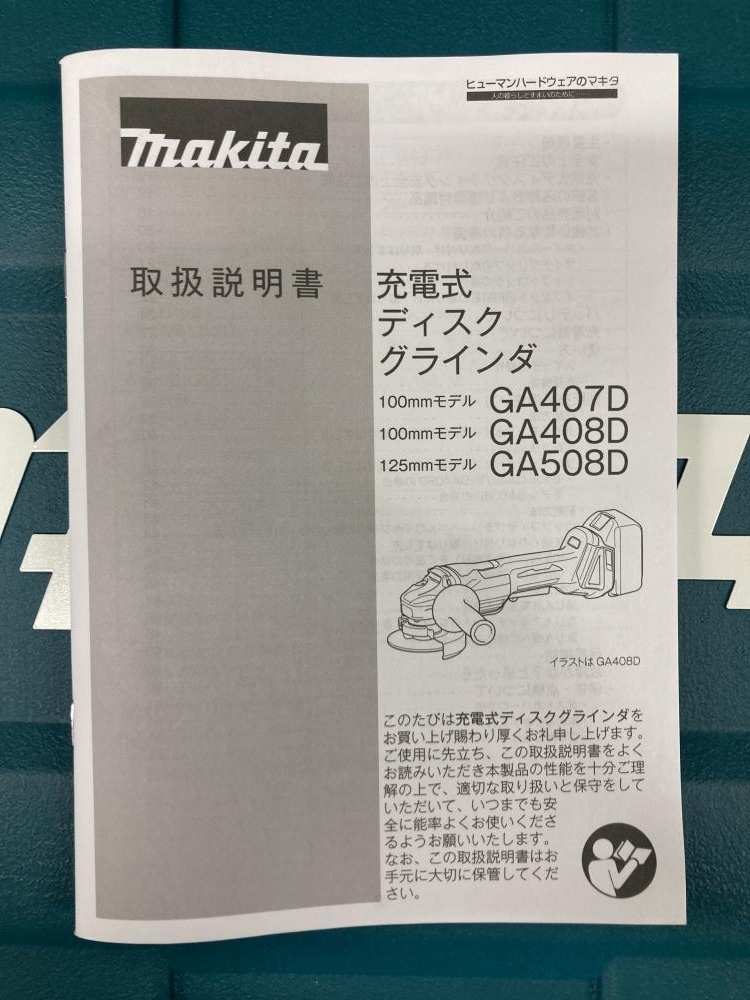 ヒューマンハードウェアのマキタ
人の暮らしとすまいのために
makita
取扱説明書
充電式
ディスク
グラインダ
100mmモデル GA407D
100mmモデル GA408D
125mmモデル GA508D
イラストは GA408D
このたびは充電式ディスクグラインダを
お買い上げ賜わり厚くお礼申し上げます。
ご使用に先立ち、この取扱説明書をよく
お読みいただき本製品の性能を十分ご理
解の上で、適切な取り扱いと保守をして
いただいて、いつまでも安
全に能率よくお使いくださ
るようお願いいたします。
なお、この取扱説明書はお
手元に大切に保管してくだ
さい。